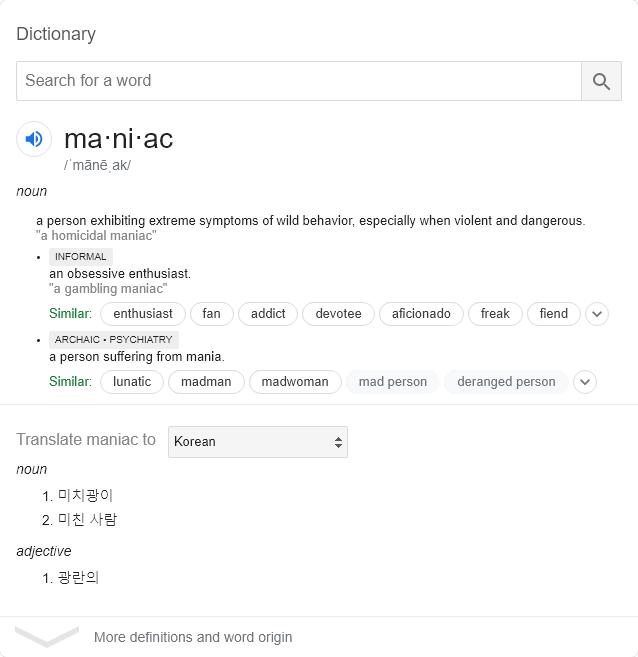 Dictionary
Search for a word
ma·ni·ac
/ˈmānēˌak/
noun
a person exhibiting extreme symptoms of wild behavior, especially when violent and dangerous.
"a homicidal maniac"
• INFORMAL
an obsessive enthusiast.
"a gambling maniac"
Similar: enthusiast fan addict devotee aficionado freak fiend
• ARCHAIC • PSYCHIATRY
a person suffering from mania.
Similar: lunatic madman madwoman mad person deranged person
Translate maniac to Korean
noun
1. 미치광이
2. 미친 사람
adjective
1. 광란의
More definitions and word origin